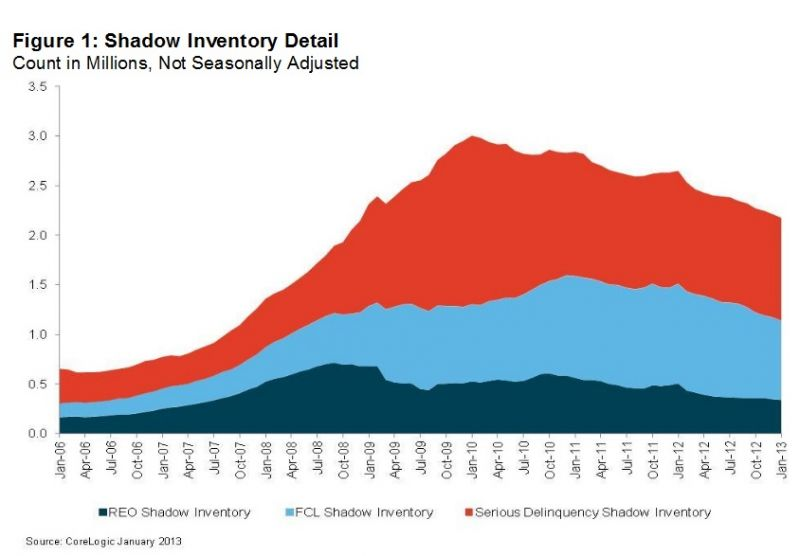 Figure 1: Shadow Inventory Detail
Count in Millions, Not Seasonally Adjusted
3.5
3.0
2.5
2.0
1.5
1.0
0.5
0.0
Jan-06
Apr-06
Jul-06
Oct-06
Jan-07
Apr-07
Jul-07
Oct-07
Jan-08
Apr-08
Jul-08
Oct-08
Jan-09
Apr-09
Jul-09
Oct-09
Jan-10
Apr-10
Jul-10
Oct-10
Jan-11
Apr-11
Jul-11
Oct-11
Jan-12
Apr-12
Jul-12
Oct-12
Jan-13
REO Shadow Inventory
FCL Shadow Inventory
Serious Delinquency Shadow Inventory
Source: CoreLogic January 2013